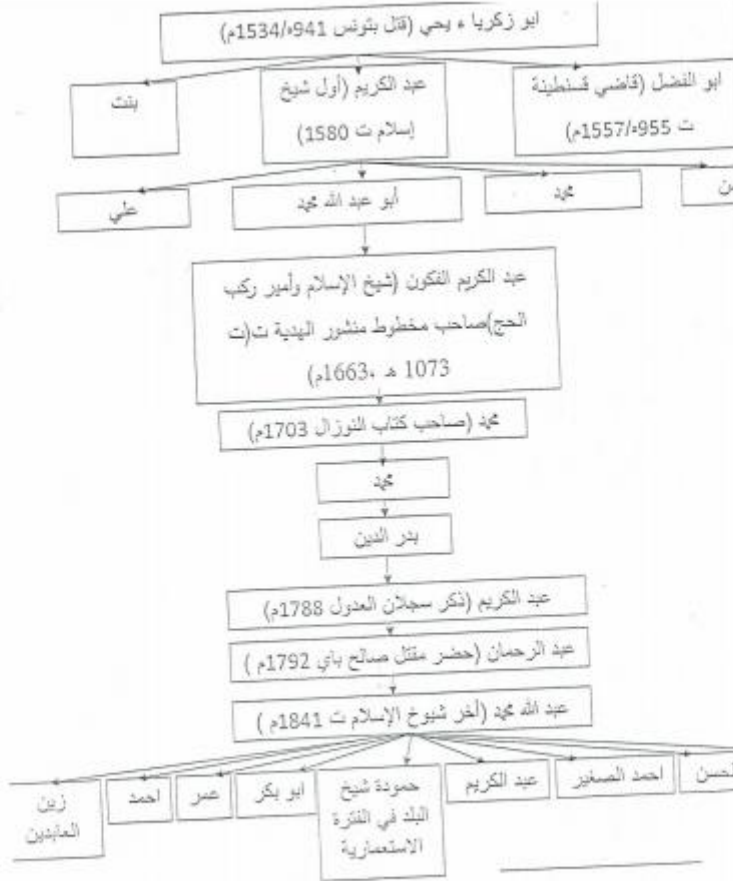 ابو زكريا ء يحي (قتل بتونس 941ه/1534م)
ابو الفضل (قاضي قسنطينة
ت 955ه/1557م)
عبد الكريم (أول شيخ
إسلام ت 1580)
بنت
محمد
أبو عبد الله محمد
علي
عبد الكريم الفكون (شيخ الإسلام وأمير ركب
الحج)صاحب مخطوط منشور الهدية ت(ت
1073 هـ ،1663م)
محمد (صاحب كتاب النوزال 1703م)
محمد
بدر الدين
عبد الكريم (ذكر سجلان العدول 1788م)
عبد الرحمان (حضر مقتل صالح باي 1792م )
عبد الله محمد (أخر شيوخ الإسلام ت 1841م )
احمد الصغير
عبد الكريم
حمودة شيخ
البلد في الفترة
الاستعمارية
ابو بكر
عمر
احمد
زين
العابدين